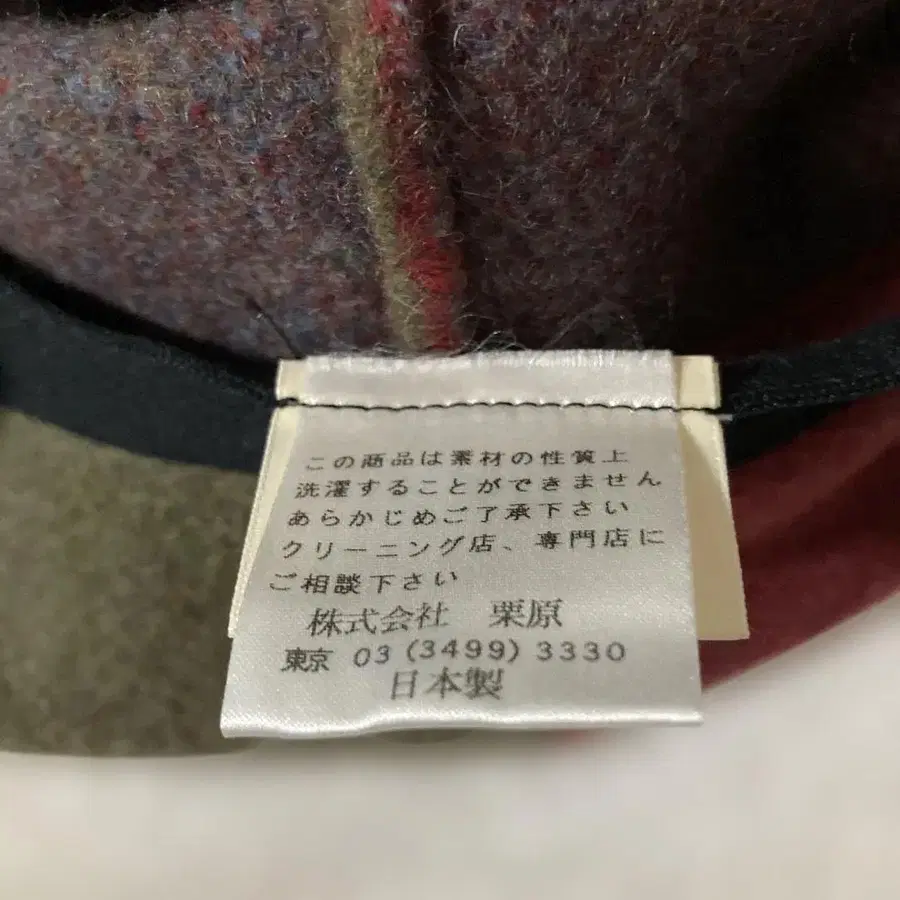 この商品は素材の性質上
洗濯することができません
あらかじめご了承下さい
クリーニング店、専門店に
ご相談下さい
株式会社 栗原
東京 03 (3499) 3330
日本製